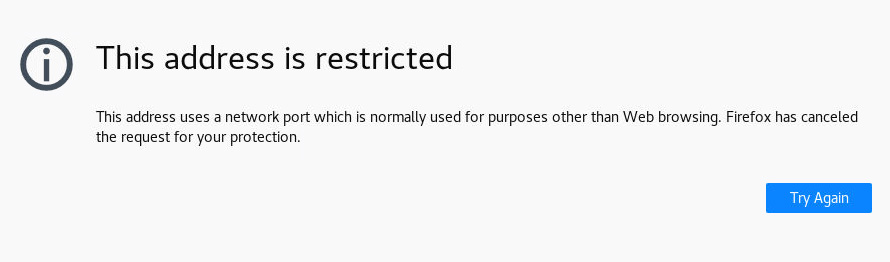 This address is restricted
This address uses a network port which is normally used for purposes other than Web browsing. Firefox has canceled
the request for your protection.
Try Again